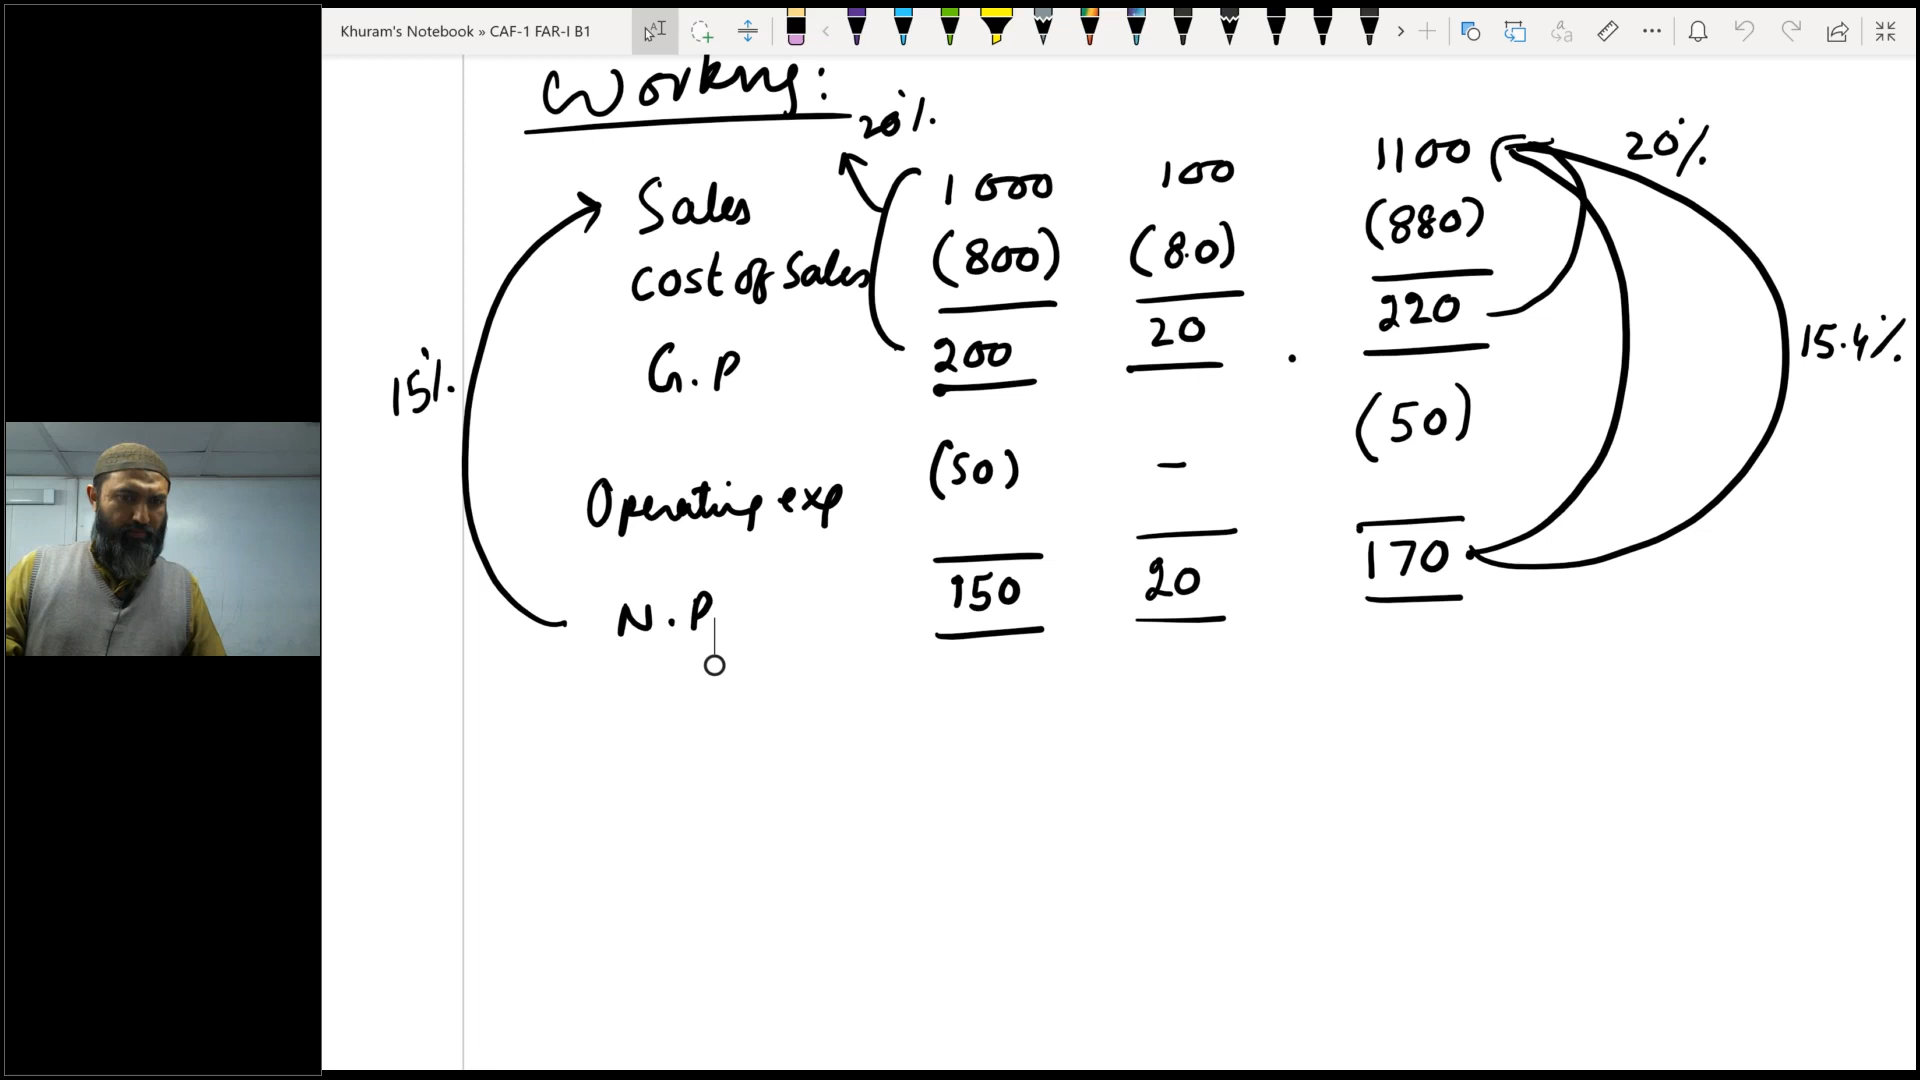 Khuram's Notebook » CAF-1 FAR-I B1
Working:
20%
Sales 1000 100 1100 20%
Cost of Sales (800) (80) (880)
G.P 200 20 220
15% 15.4%
Operating exp (50) - (50)
N.P 150 20 170